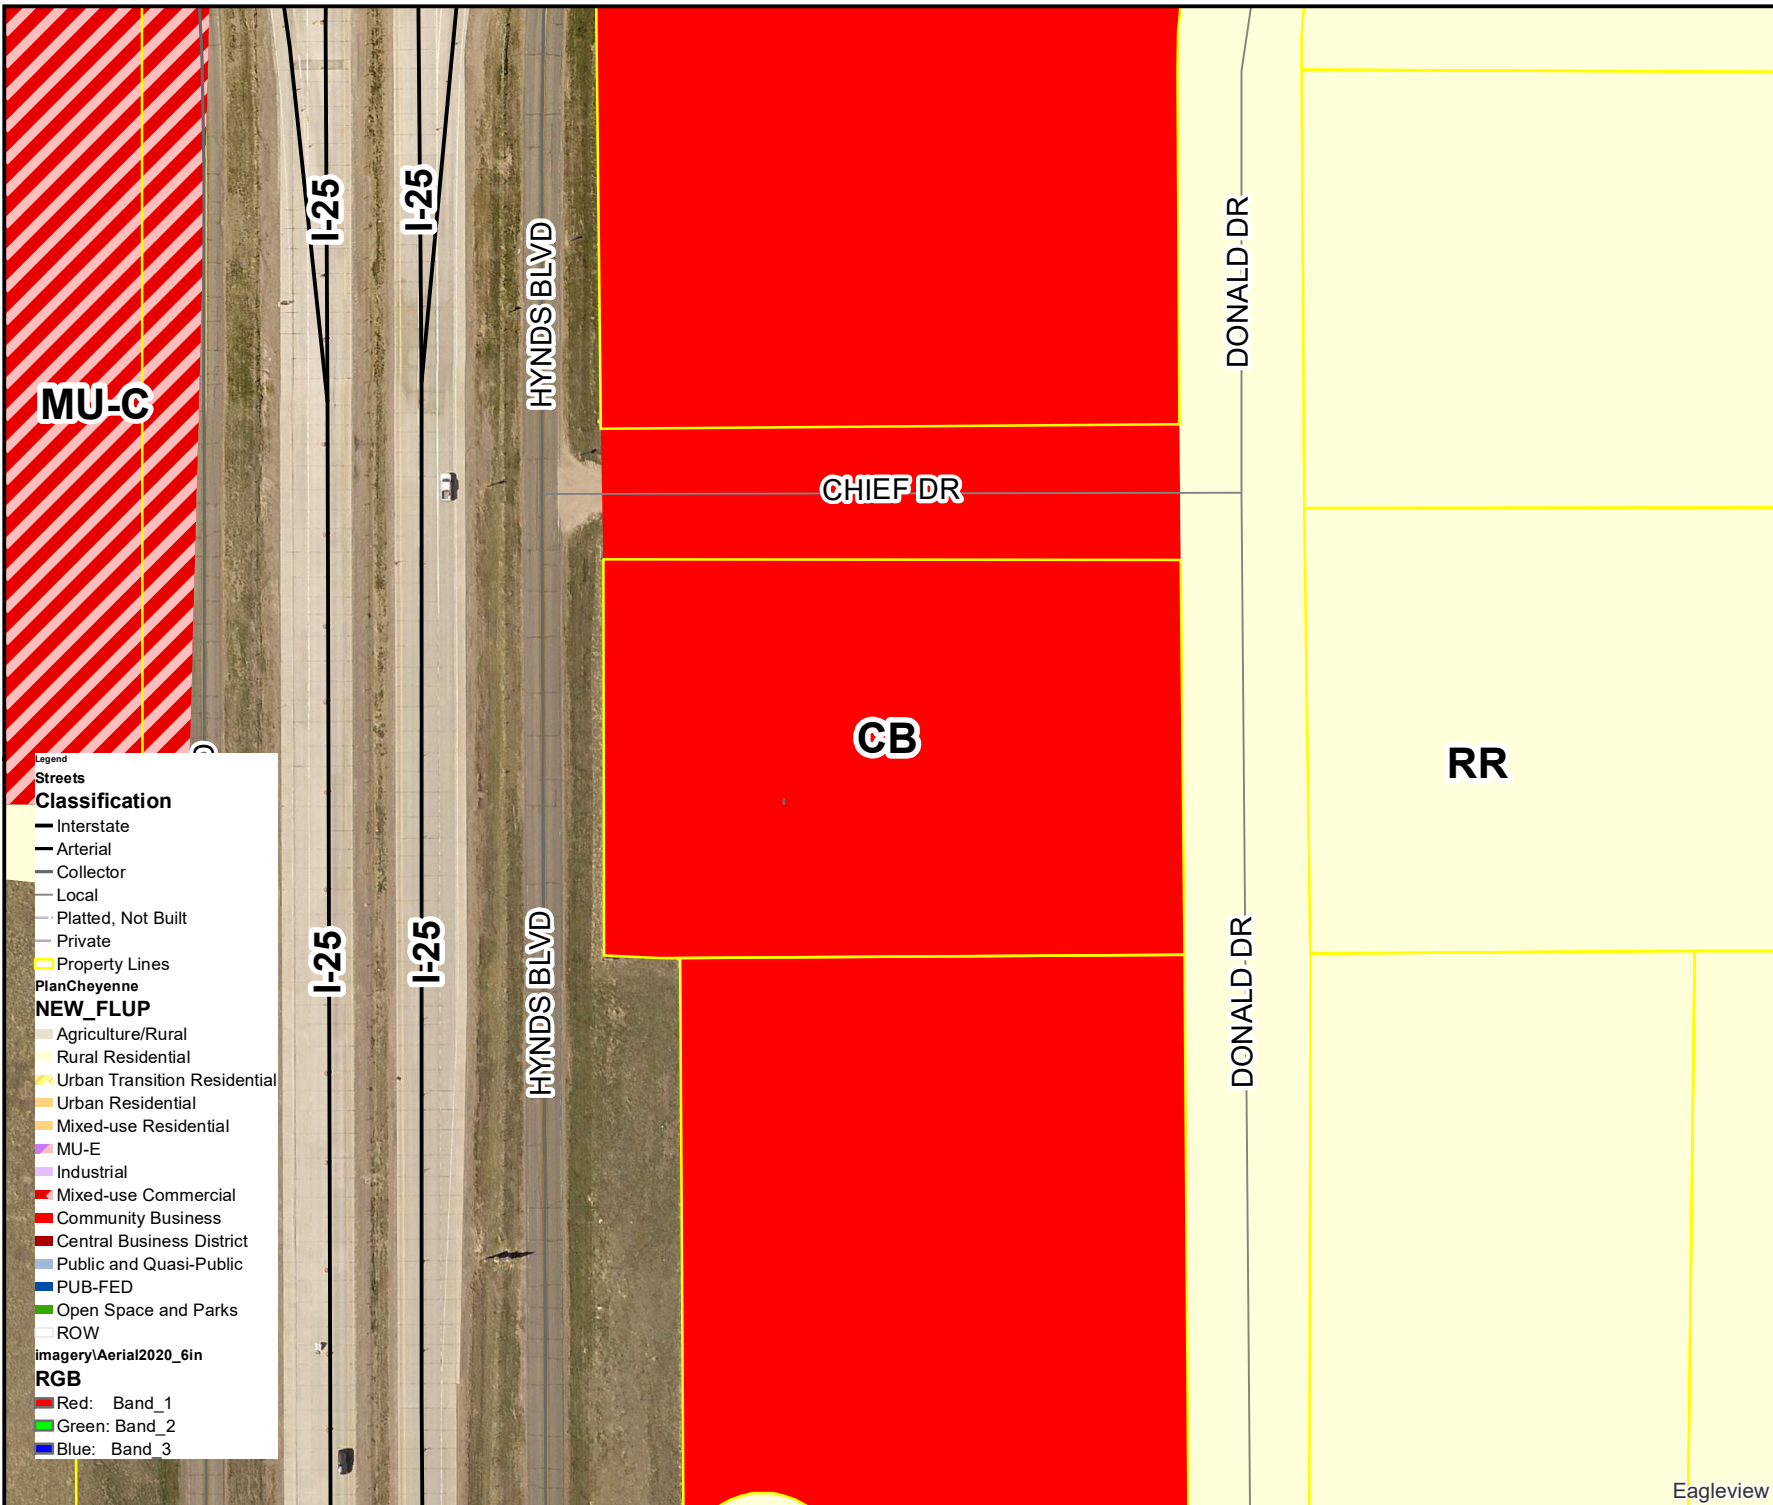 I-25
I-25
HYNDS BLVD
DONALD DR
MU-C
CHIEF DR
CB
RR
I-25
I-25
HYNDS BLVD
DONALD DR
Legend
Streets
Classification
Interstate
Arterial
Collector
Local
Platted, Not Built
Private
Property Lines
PlanCheyenne
NEW_FLUP
Agriculture/Rural
Rural Residential
Urban Transition Residential
Urban Residential
Mixed-use Residential
MU-E
Industrial
Mixed-use Commercial
Community Business
Central Business District
Public and Quasi-Public
PUB-FED
Open Space and Parks
ROW
imagery\Aerial2020_6in
RGB
Red: Band_1
Green: Band_2
Blue: Band_3
Eagleview